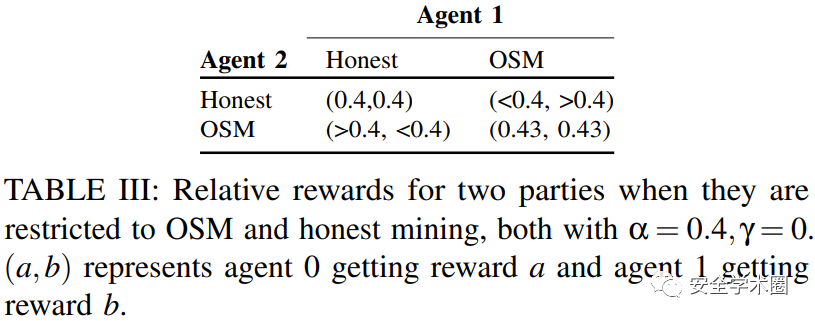 Agent 1
Agent 2 Honest OSM
Honest (0.4,0.4) (<0.4, >0.4)
OSM (>0.4, <0.4) (0.43, 0.43)
TABLE III: Relative rewards for two parties when they are
restricted to OSM and honest mining, both with α = 0.4, γ = 0.
(a,b) represents agent 0 getting reward a and agent 1 getting
reward b.
安全学术圈